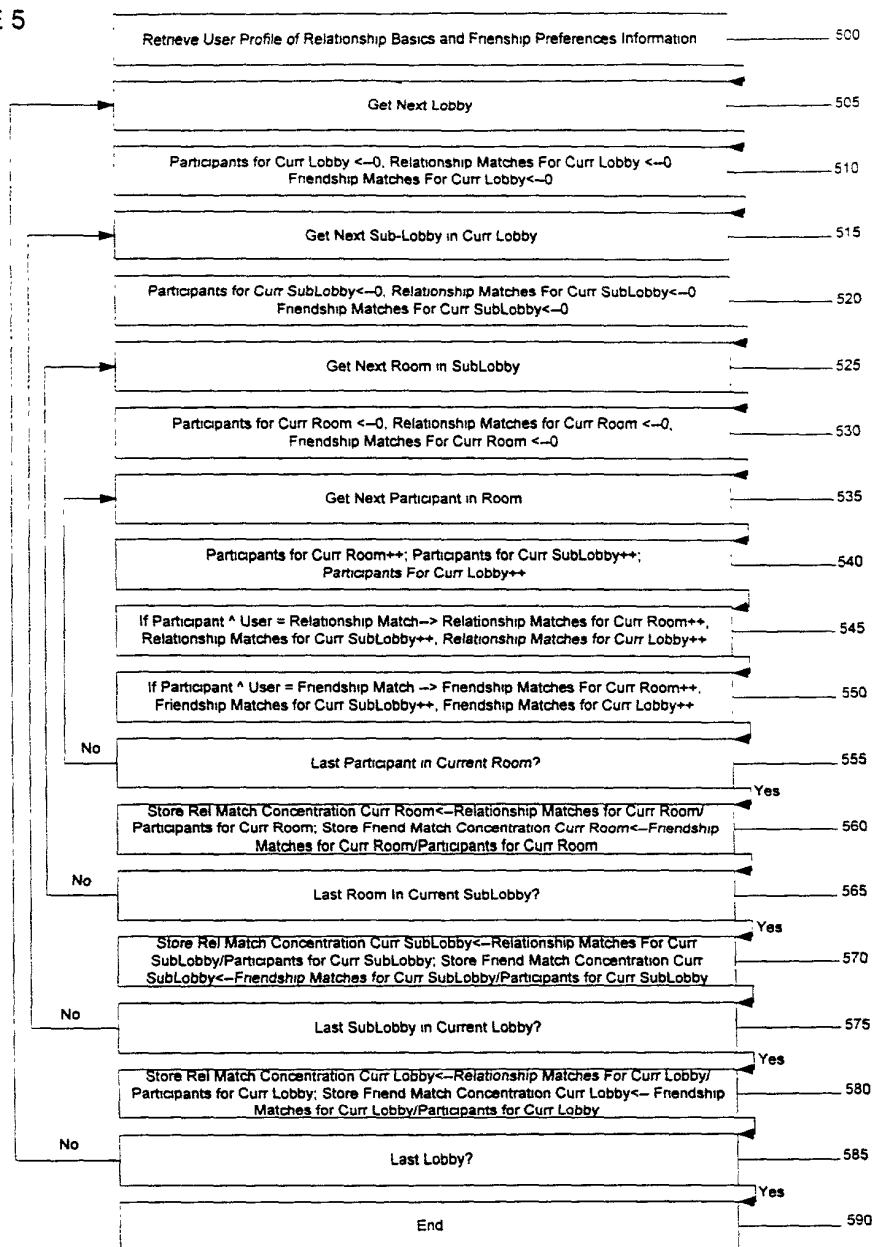 E 5
Retrieve User Profile of Relationship Basics and Frienship Preferences Information
500
Get Next Lobby
505
Participants for Curr Lobby <--0, Relationship Matches For Curr Lobby <--0
Friendship Matches For Curr Lobby<--0
510
Get Next Sub-Lobby in Curr Lobby
515
Participants for Curr SubLobby<--0, Relationship Matches For Curr SubLobby<--0
Friendship Matches For Curr SubLobby<--0
520
Get Next Room in SubLobby
525
Participants for Curr Room <--0, Relationship Matches for Curr Room <--0,
Friendship Matches For Curr Room <--0
530
Get Next Participant in Room
535
Participants for Curr Room++; Participants for Curr SubLobby++;
Participants For Curr Lobby++
540
If Participant ^ User = Relationship Match--> Relationship Matches for Curr Room++,
Relationship Matches for Curr SubLobby++, Relationship Matches for Curr Lobby++
545
If Participant ^ User = Friendship Match --> Friendship Matches For Curr Room++,
Friendship Matches for Curr SubLobby++, Friendship Matches for Curr Lobby++
550
No
Last Participant in Current Room?
555
Yes
Store Rel Match Concentration Curr Room<--Relationship Matches for Curr Room/
Participants for Curr Room; Store Friend Match Concentration Curr Room<--Friendship
Matches for Curr Room/Participants for Curr Room
560
No
Last Room In Current SubLobby?
565
Yes
Store Rel Match Concentration Curr SubLobby<--Relationship Matches For Curr
SubLobby/Participants for Curr SubLobby; Store Friend Match Concentration Curr
SubLobby<--Friendship Matches for Curr SubLobby/Participants for Curr SubLobby
570
No
Last SubLobby in Current Lobby?
575
Yes
Store Rel Match Concentration Curr Lobby<--Relationship Matches For Curr Lobby/
Participants for Curr Lobby; Store Friend Match Concentration Curr Lobby<-- Friendship
Matches for Curr Lobby/Participants for Curr Lobby
580
No
Last Lobby?
585
Yes
End
590